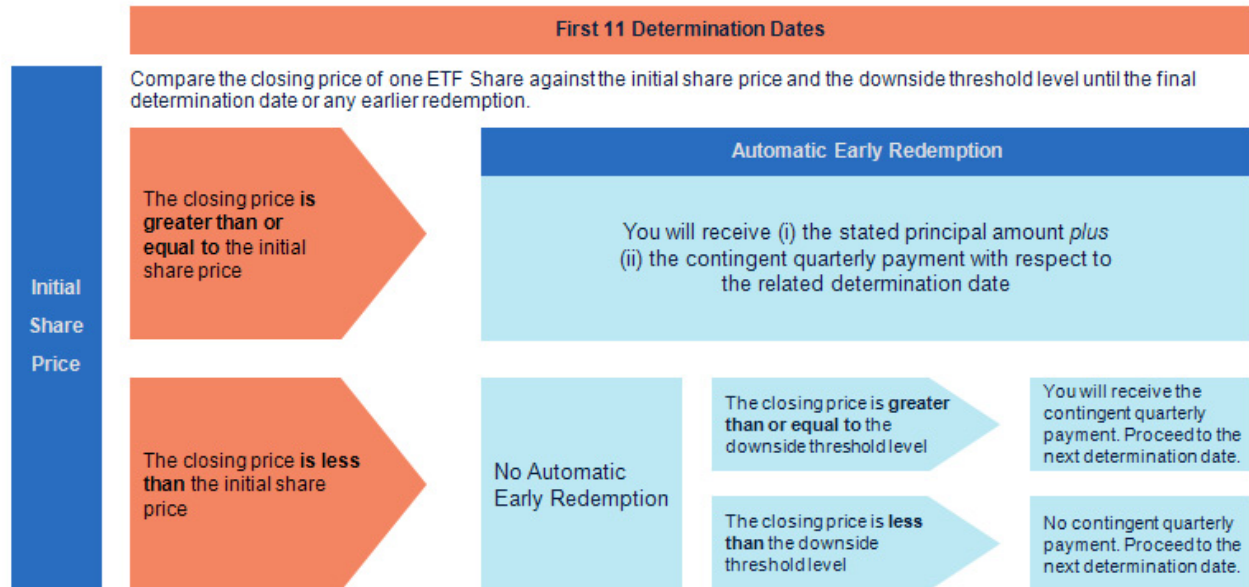 First 11 Determination Dates
Compare the closing price of one ETF Share against the initial share price and the downside threshold level until the final
determination date or any earlier redemption.
Initial
Share
Price
The closing price is
greater than or
equal to the initial
share price
Automatic Early Redemption
You will receive (i) the stated principal amount plus
(ii) the contingent quarterly payment with respect to
the related determination date
The closing price is less
than the initial share
price
No Automatic
Early Redemption
The closing price is greater
than or equal to the
downside threshold level
You will receive the
contingent quarterly
payment. Proceed to the
next determination date.
The closing price is less
than the downside
threshold level
No contingent quarterly
payment. Proceed to the
next determination date.